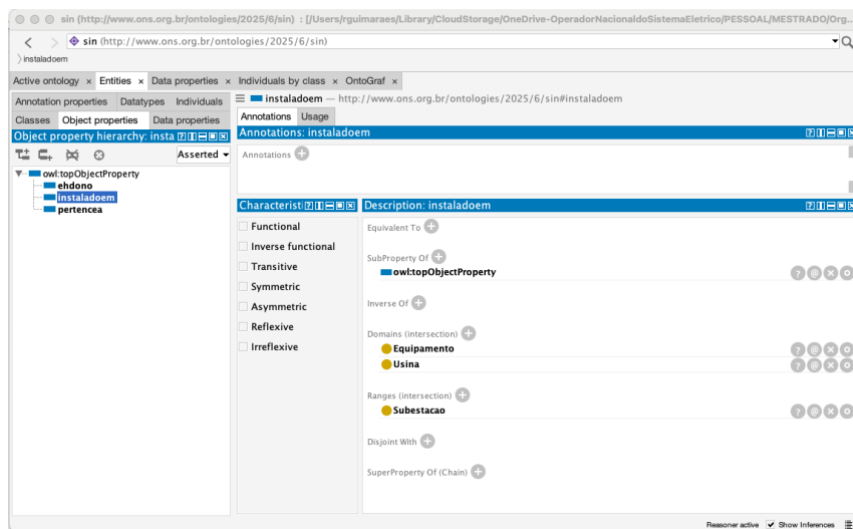 sin (http://www.ons.org.br/ontologies/2025/6/sin) : [/Users/rguimaraes/Library/CloudStorage/OneDrive-OperadorNacionaldoSistemaEletrico/PESSOAL/MESTRADO/Org...
sin (http://www.ons.org.br/ontologies/2025/6/sin)
instaladoem
Active ontology × Entities × Data properties × Individuals by class × OntoGraf ×
Annotation properties Datatypes Individuals
Classes Object properties Data properties
Object property hierarchy: insta
Asserted
owl:topObjectProperty
ehdono
instaladoem
pertencea
instaladoem — http://www.ons.org.br/ontologies/2025/6/sin#instaladoem
Annotations Usage
Annotations: instaladoem
Annotations
Characterist
Functional
Inverse functional
Transitive
Symmetric
Asymmetric
Reflexive
Irreflexive
Description: instaladoem
Equivalent To
SubProperty Of
owl:topObjectProperty
Inverse Of
Domains (intersection)
Equipamento
Usina
Ranges (intersection)
Subestacao
Disjoint With
SuperProperty Of (Chain)
Reasoner active Show Inferences